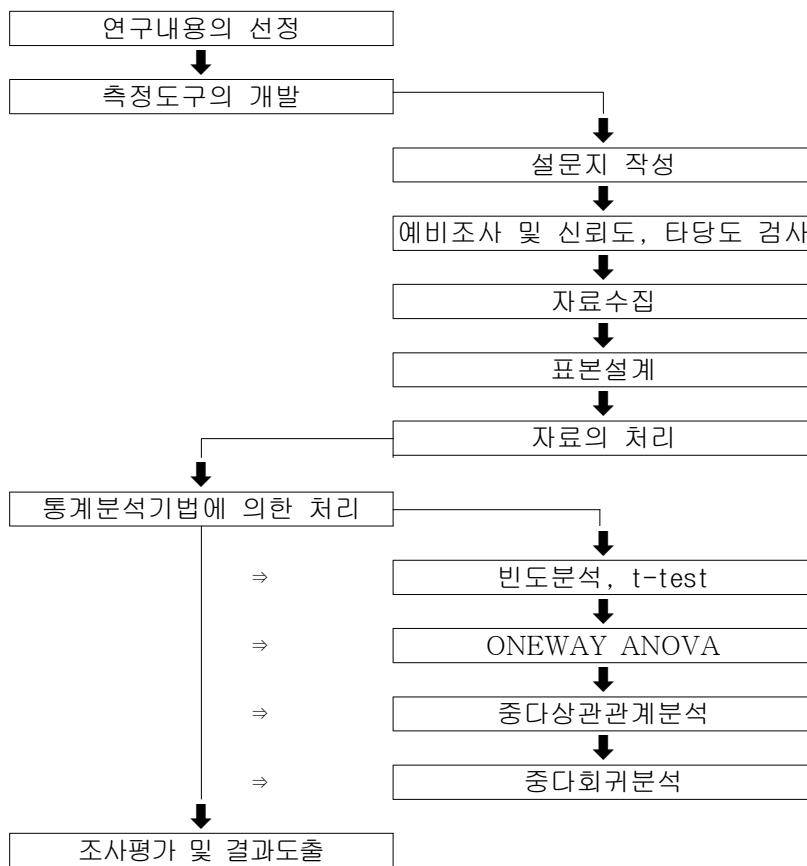 연구내용의 선정
측정도구의 개발
설문지 작성
예비조사 및 신뢰도, 타당도 검사
자료수집
표본설계
자료의 처리
통계분석기법에 의한 처리
⇒ 빈도분석, t-test
⇒ ONEWAY ANOVA
⇒ 중다상관관계분석
⇒ 중다회귀분석
조사평가 및 결과도출